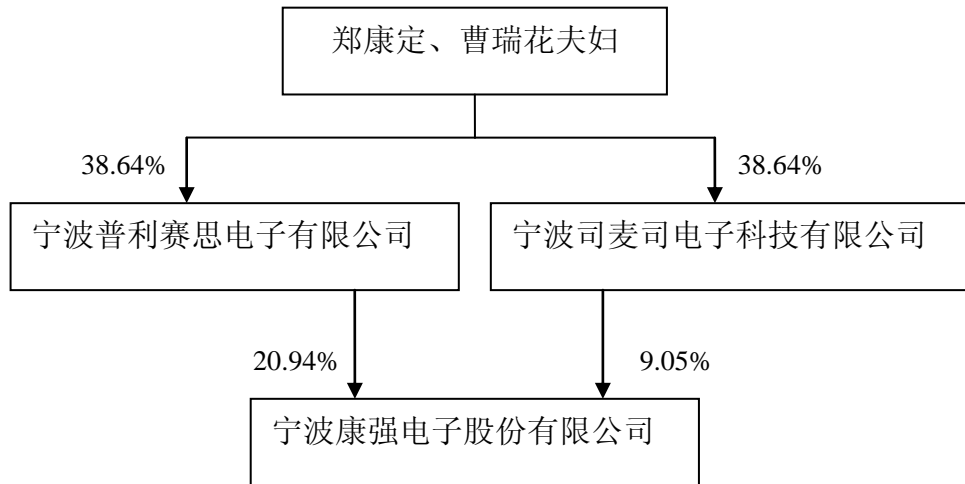 郑康定、曹瑞花夫妇
38.64%
38.64%
宁波普利赛思电子有限公司
宁波司麦司电子科技有限公司
20.94%
9.05%
宁波康强电子股份有限公司